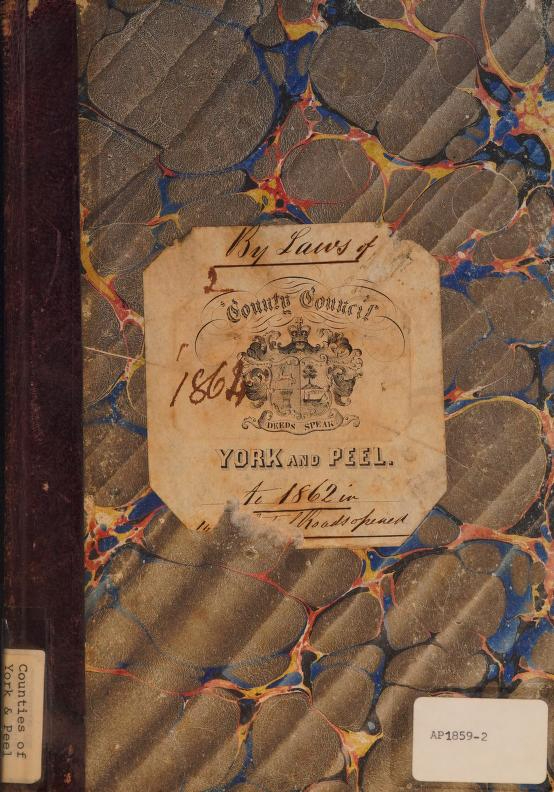 By Laws of
2
County Council
1864
DEEDS SPEAK
YORK AND PEEL.
to 1862 in
Roads opened
Counties of
York & Peel
AP1859-2